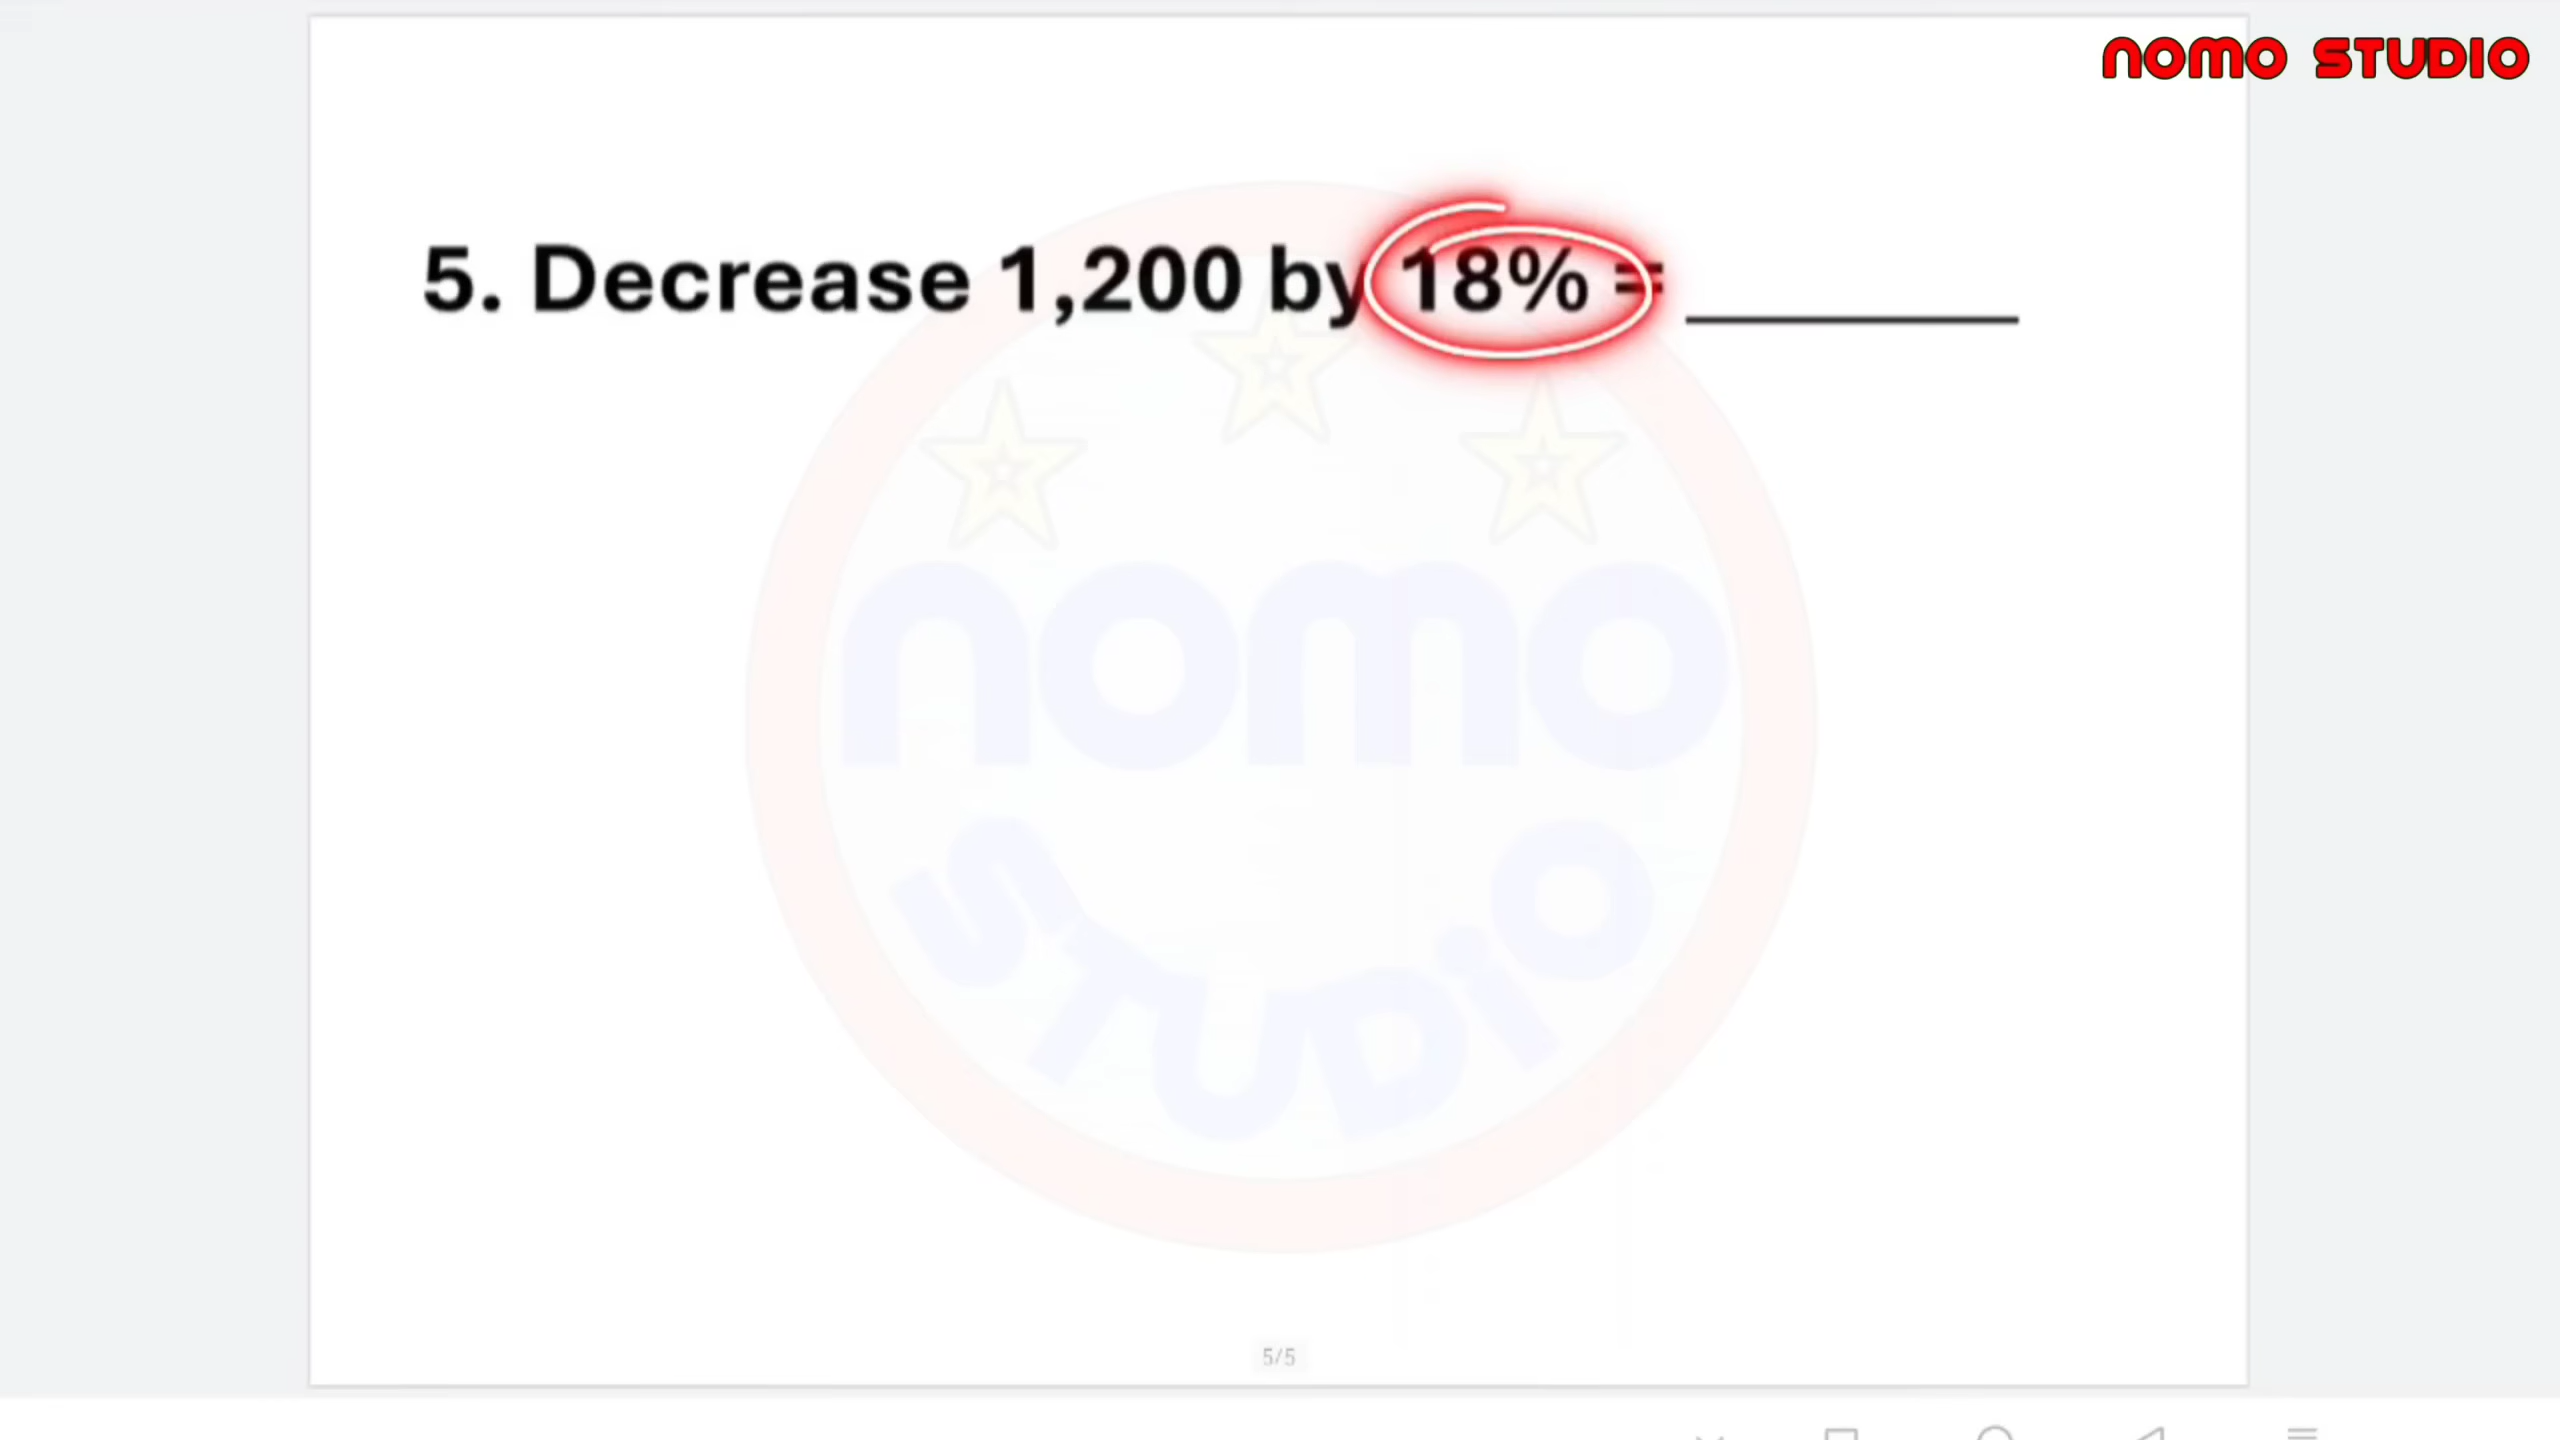 NOMO STUDIO
5. Decrease 1,200 by 18% = ________
nomo
STUDiO
5/5